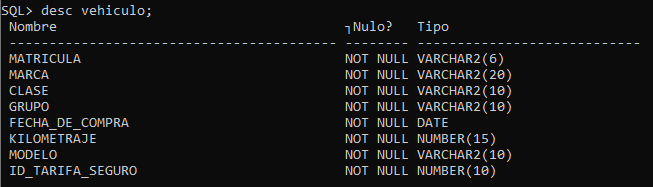 SQL> desc vehiculo;
Nombre ┐Nulo? Tipo
----------------------------------------- -------- ----------------------------
MATRICULA NOT NULL VARCHAR2(6)
MARCA NOT NULL VARCHAR2(20)
CLASE NOT NULL VARCHAR2(10)
GRUPO NOT NULL VARCHAR2(10)
FECHA_DE_COMPRA NOT NULL DATE
KILOMETRAJE NOT NULL NUMBER(15)
MODELO NOT NULL VARCHAR2(10)
ID_TARIFA_SEGURO NOT NULL NUMBER(10)